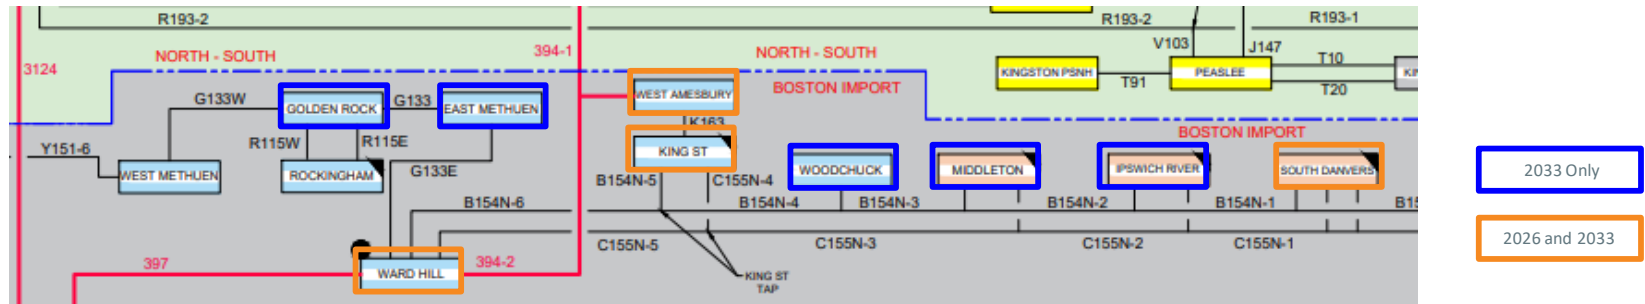 R193-2
R193-2
R193-1
NORTH - SOUTH
394-1
NORTH - SOUTH
V103
J147
T10
3124
KINGSTON PSNH
PEASLEE
T91
T20
G133W
GOLDEN ROCK
G133
EAST METHUEN
WEST AMESBURY
BOSTON IMPORT
K163
BOSTON IMPORT
R115W
R115E
Y151-6
KING ST
WEST METHUEN
ROCKINGHAM
G133E
WOODCHUCK
MIDDLETON
IPSWICH RIVER
SOUTH DANVERS
2033 Only
B154N-5
C155N-4
B154N-6
B154N-4
B154N-3
B154N-2
B154N-1
C155N-5
C155N-3
C155N-2
C155N-1
2026 and 2033
397
WARD HILL
394-2
KING ST
TAP